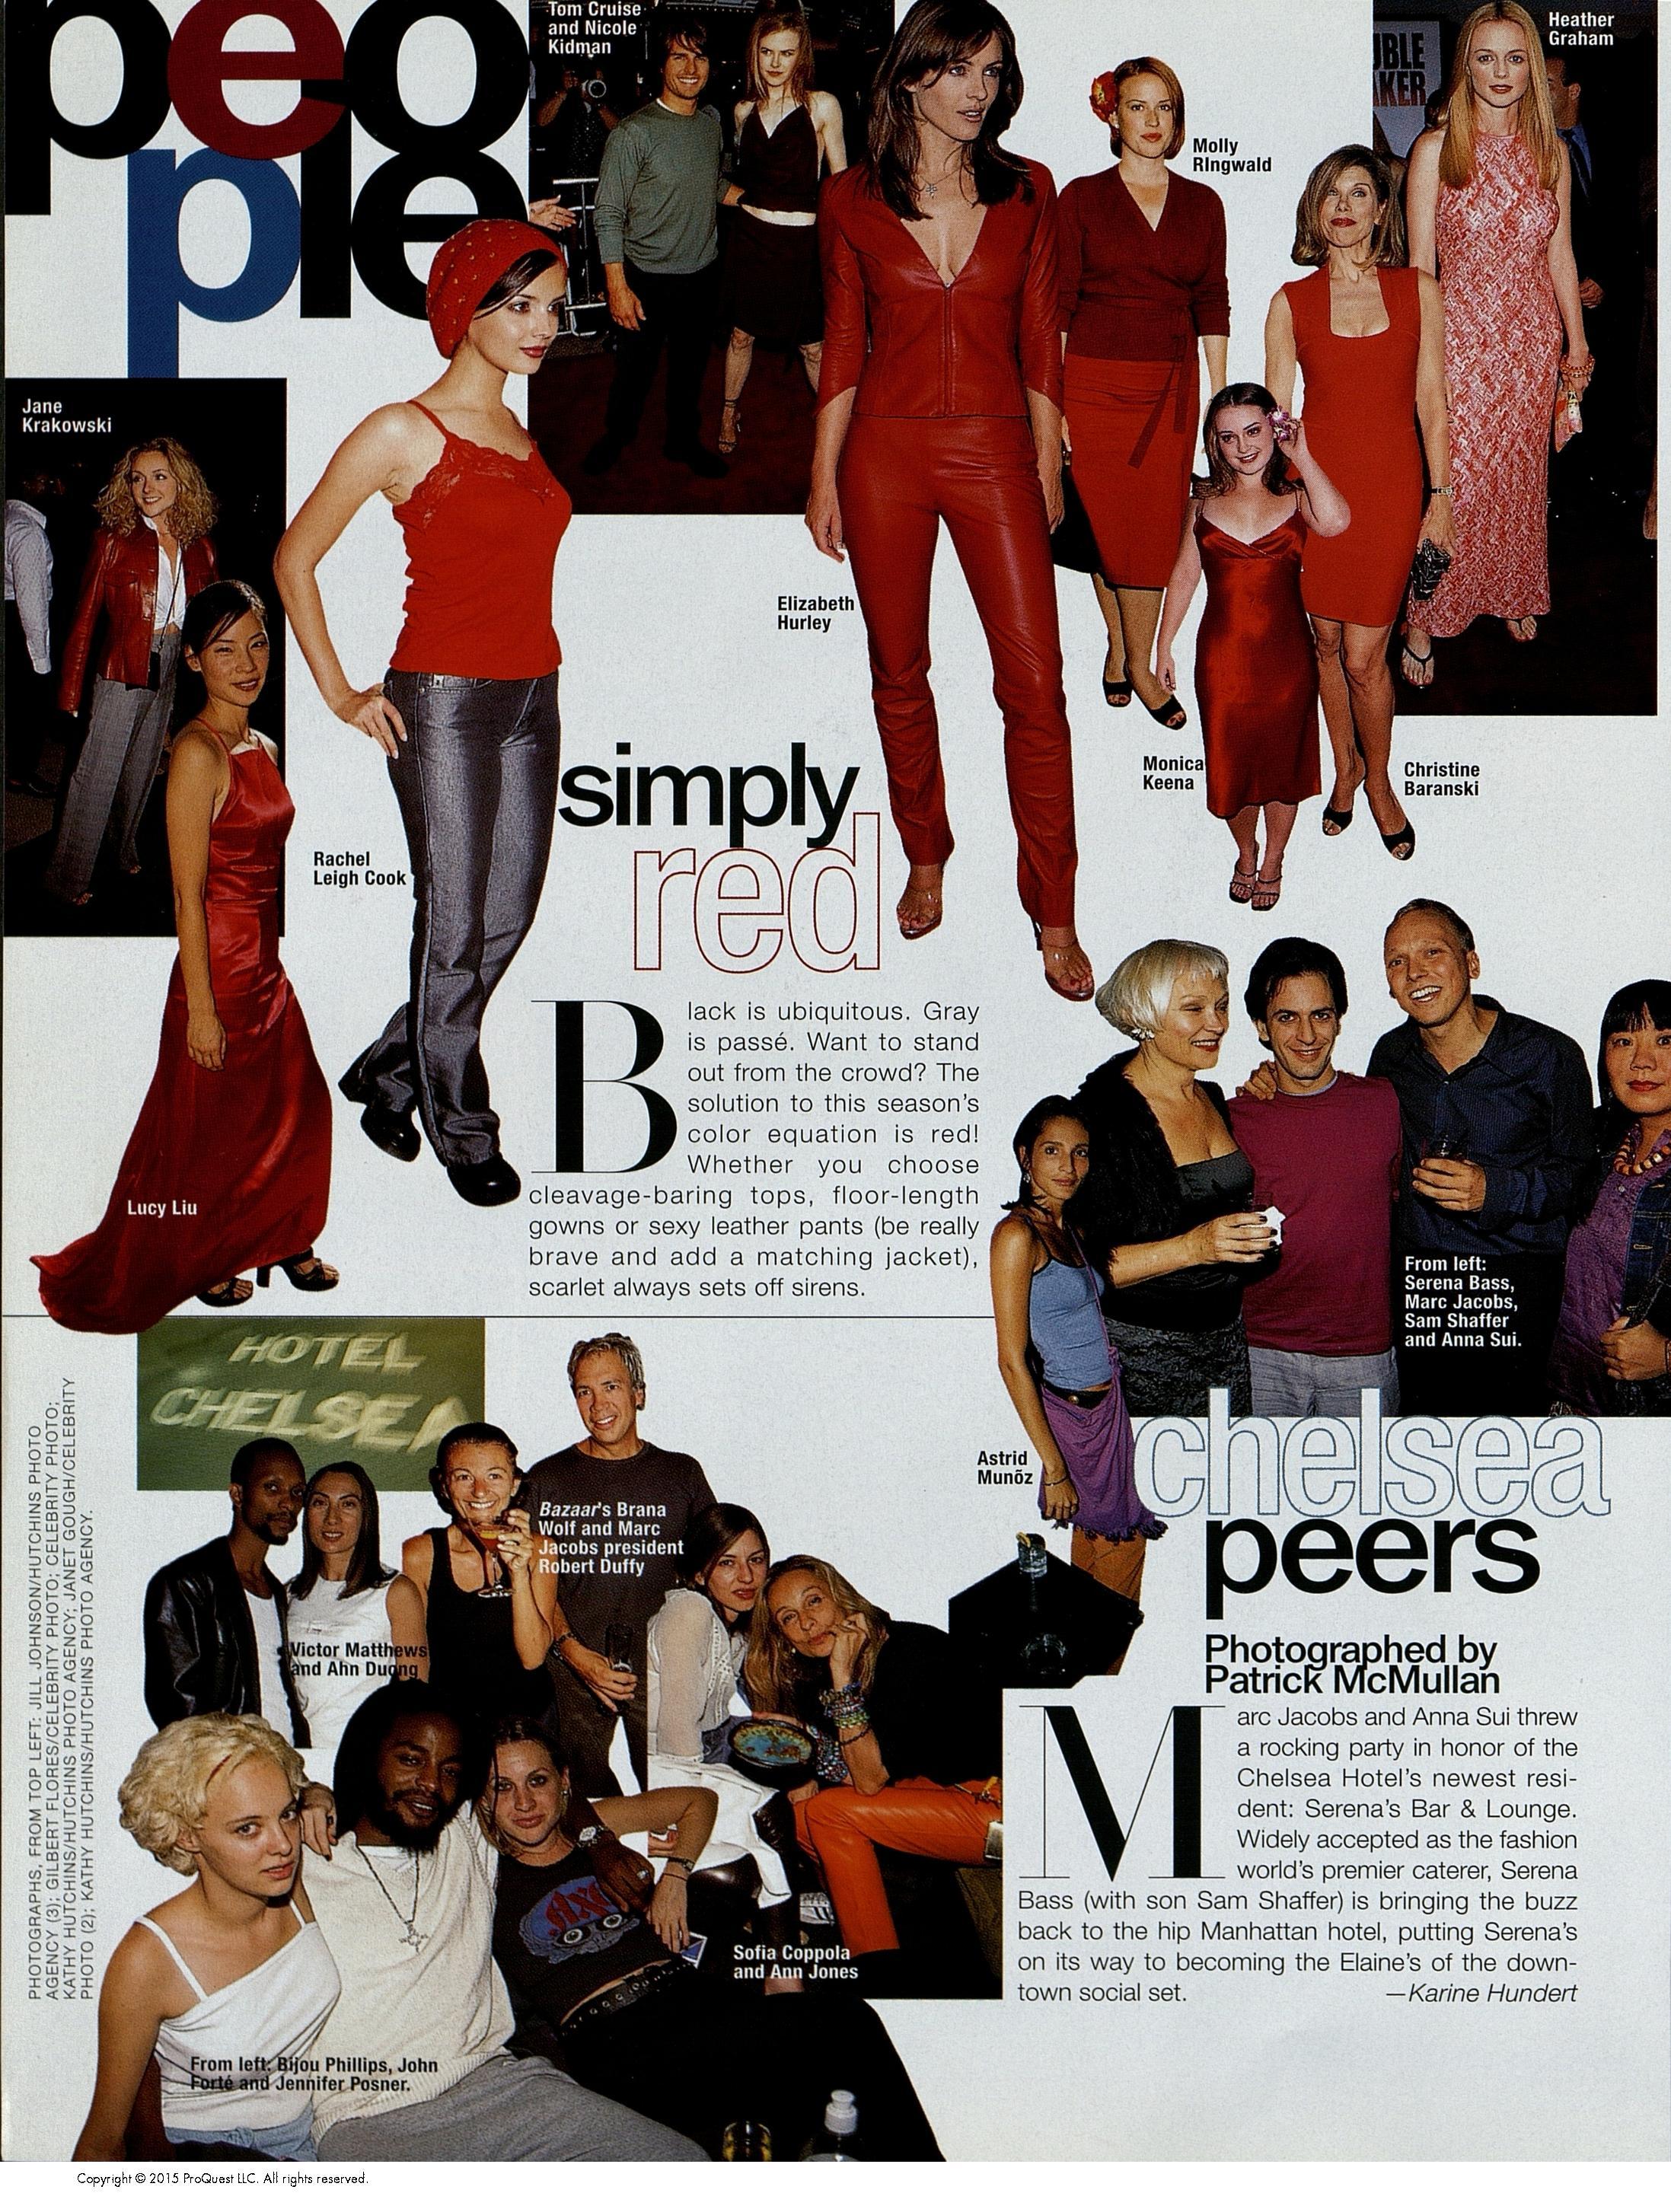 peo
ple
Tom Cruise
and Nicole
Kidman
Heather
Graham
UBLE
AKER
Molly
RIngwald
Jane
Krakowski
Elizabeth
Hurley
Monica
Keena
Christine
Baranski
Rachel
Leigh Cook
Lucy Liu
simply
red
Black is ubiquitous. Gray
is passé. Want to stand
out from the crowd? The
solution to this season's
color equation is red!
Whether you choose
cleavage-baring tops, floor-length
gowns or sexy leather pants (be really
brave and add a matching jacket),
scarlet always sets off sirens.
From left:
Serena Bass,
Marc Jacobs,
Sam Shaffer
and Anna Sui.
Astrid
Munõz
HOTEL
CHELSEA
Bazaar's Brana
Wolf and Marc
Jacobs president
Robert Duffy
Victor Matthews
and Ahn Duong
Sofia Coppola
and Ann Jones
From left: Bijou Phillips, John
Forté and Jennifer Posner.
chelsea
peers
Photographed by
Patrick McMullan
Marc Jacobs and Anna Sui threw
a rocking party in honor of the
Chelsea Hotel's newest resi-
dent: Serena's Bar & Lounge.
Widely accepted as the fashion
world's premier caterer, Serena
Bass (with son Sam Shaffer) is bringing the buzz
back to the hip Manhattan hotel, putting Serena's
on its way to becoming the Elaine's of the down-
town social set. —Karine Hundert
PHOTOGRAPHS, FROM TOP LEFT: JILL JOHNSON/HUTCHINS PHOTO
AGENCY (3); GILBERT FLORES/CELEBRITY PHOTO; CELEBRITY PHOTO;
KATHY HUTCHINS/HUTCHINS PHOTO AGENCY; JANET GOUGH/CELEBRITY
PHOTO (2); KATHY HUTCHINS/HUTCHINS PHOTO AGENCY.
Copyright © 2015 ProQuest LLC. All rights reserved.